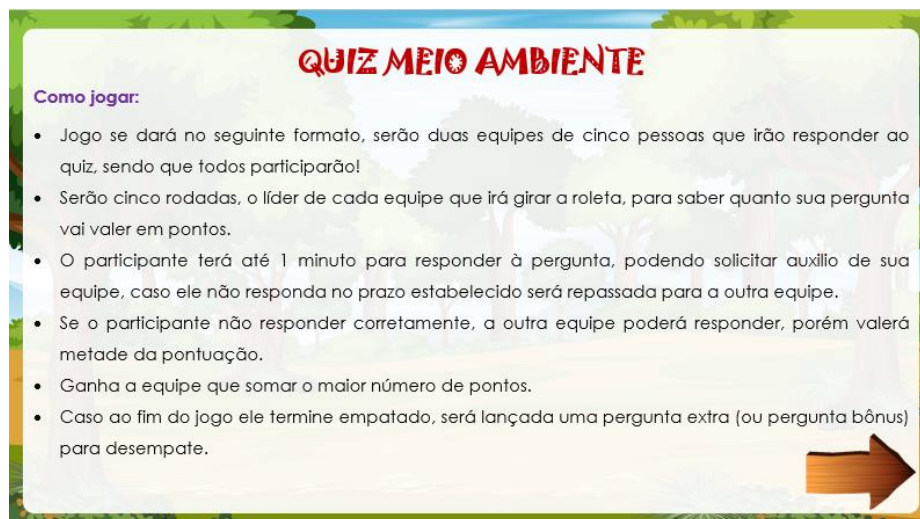 QUIZ MEIO AMBIENTE
Como jogar:
• Jogo se dará no seguinte formato, serão duas equipes de cinco pessoas que irão responder ao
quiz, sendo que todos participarão!
• Serão cinco rodadas, o líder de cada equipe que irá girar a roleta, para saber quanto sua pergunta
vai valer em pontos.
• O participante terá até 1 minuto para responder à pergunta, podendo solicitar auxilio de sua
equipe, caso ele não responda no prazo estabelecido será repassada para a outra equipe.
• Se o participante não responder corretamente, a outra equipe poderá responder, porém valerá
metade da pontuação.
• Ganha a equipe que somar o maior número de pontos.
• Caso ao fim do jogo ele termine empatado, será lançada uma pergunta extra (ou pergunta bônus)
para desempate.